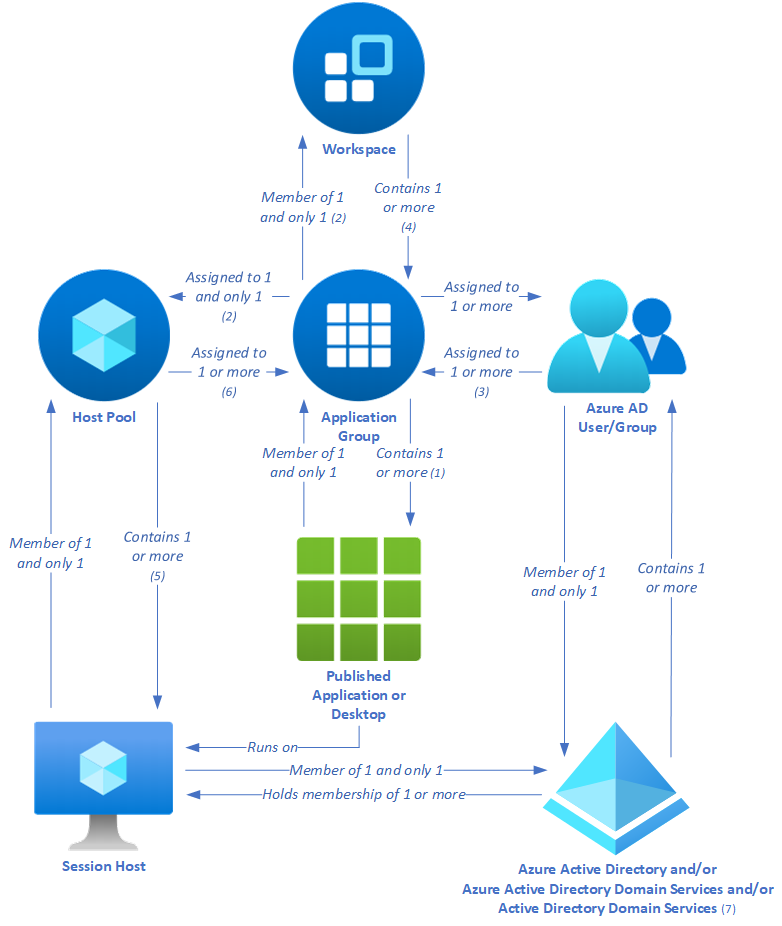 Workspace
Member of 1
and only 1 (2)
Contains 1
or more
(4)
Assigned to 1
and only 1
(2)
Assigned to
1 or more
Assigned to
1 or more
(6)
Assigned to
1 or more
(3)
Host Pool
Application
Group
Azure AD
User/Group
Member of 1
and only 1
Contains 1
or more (1)
Member of 1
and only 1
Contains 1
or more
(5)
Member of 1
and only 1
Contains 1
or more
Published
Application or
Desktop
Runs on
Member of 1 and only 1
Holds membership of 1 or more
Session Host
Azure Active Directory and/or
Azure Active Directory Domain Services and/or
Active Directory Domain Services (7)